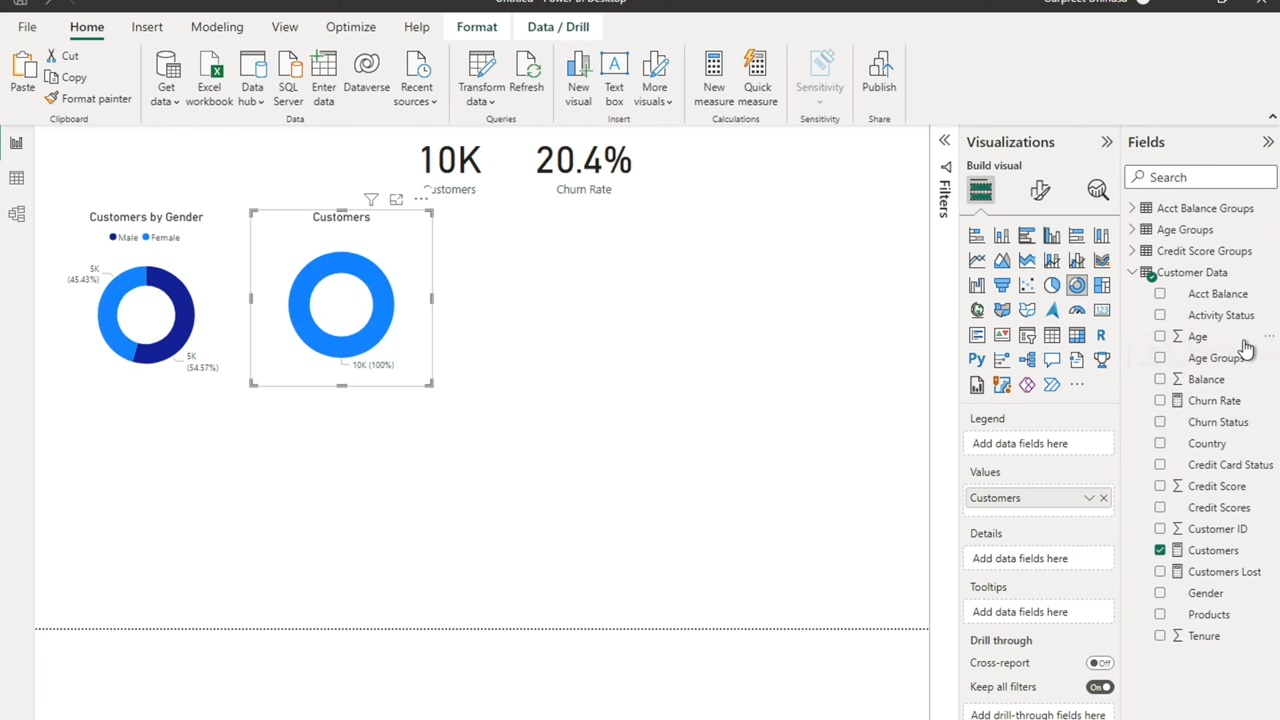 File Home Insert Modeling View Optimize Help Format Data / Drill
Paste
Cut
Copy
Format painter
Clipboard
Get data
Excel workbook
Data hub
SQL Server
Enter data
Dataverse
Recent sources
Data
Transform data
Refresh
Queries
New visual
A
Text box
More visuals
Insert
New measure
Quick measure
Calculations
Sensitivity
Sensitivity
Publish
Share
10K
Customers
20.4%
Churn Rate
Customers by Gender
Male Female
5K
(45.43%)
5K
(54.57%)
Customers
10K (100%)
Filters
Visualizations
Build visual
123
R
Py
Legend
Add data fields here
Values
Customers
Details
Add data fields here
Tooltips
Add data fields here
Drill through
Cross-report Off
Keep all filters On
Add drill-through fields here
Fields
Search
Acct Balance Groups
Age Groups
Credit Score Groups
Customer Data
Acct Balance
Activity Status
Σ Age
Age Groups
Σ Balance
Churn Rate
Churn Status
Country
Credit Card Status
Σ Credit Score
Credit Scores
Σ Customer ID
Customers
Customers Lost
Gender
Products
Σ Tenure